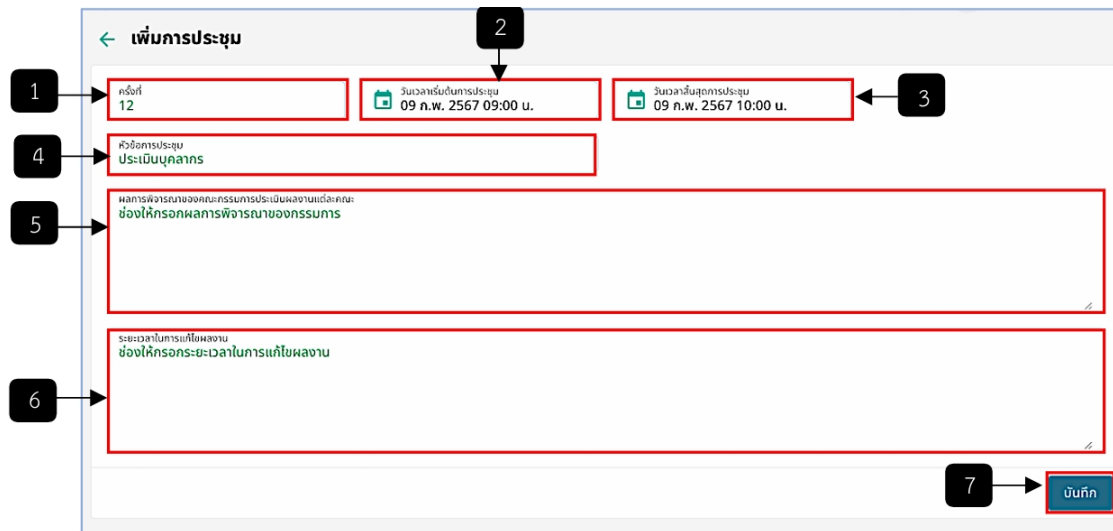 2
← เพิ่มการประชุม
1
ครั้งที่
12
วันเวลาเริ่มต้นการประชุม
09 ก.พ. 2567 09:00 น.
วันเวลาสิ้นสุดการประชุม
09 ก.พ. 2567 10:00 น.
3
4
หัวข้อการประชุม
ประเมินบุคลากร
5
ผลการพิจารณาของคณะกรรมการประเมินผลงานแต่ละคณะ
ช่องให้กรอกผลการพิจารณาของกรรมการ
6
ระยะเวลาในการแก้ไขผลงาน
ช่องให้กรอกระยะเวลาในการแก้ไขผลงาน
7
บันทึก